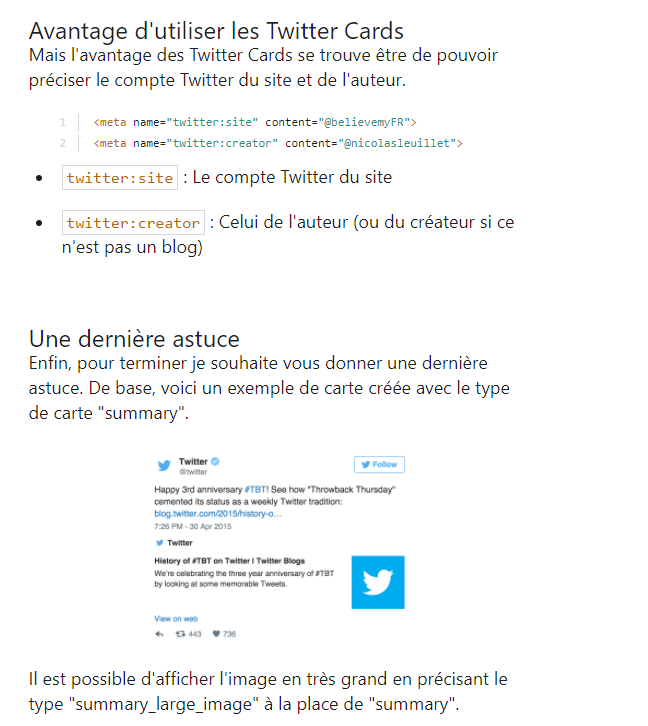 Avantage d'utiliser les Twitter Cards
Mais l'avantage des Twitter Cards se trouve être de pouvoir
préciser le compte Twitter du site et de l'auteur.
1 <meta name="twitter:site" content="@believemyFR">
2 <meta name="twitter:creator" content="@nicolasleuillet">
• twitter:site : Le compte Twitter du site
• twitter:creator : Celui de l'auteur (ou du créateur si ce
n'est pas un blog)
Une dernière astuce
Enfin, pour terminer je souhaite vous donner une dernière
astuce. De base, voici un exemple de carte créée avec le type
de carte "summary".
Twitter
@twitter
Follow
Happy 3rd anniversary #TBT! See how "Throwback Thursday"
cemented its status as a weekly Twitter tradition:
blog.twitter.com/2015/history-o...
7:26 PM - 30 Apr 2015
Twitter
History of #TBT on Twitter | Twitter Blogs
We're celebrating the three year anniversary of #TBT
by looking at some memorable Tweets.
View on web
443 736
Il est possible d'afficher l'image en très grand en précisant le
type "summary_large_image" à la place de "summary".